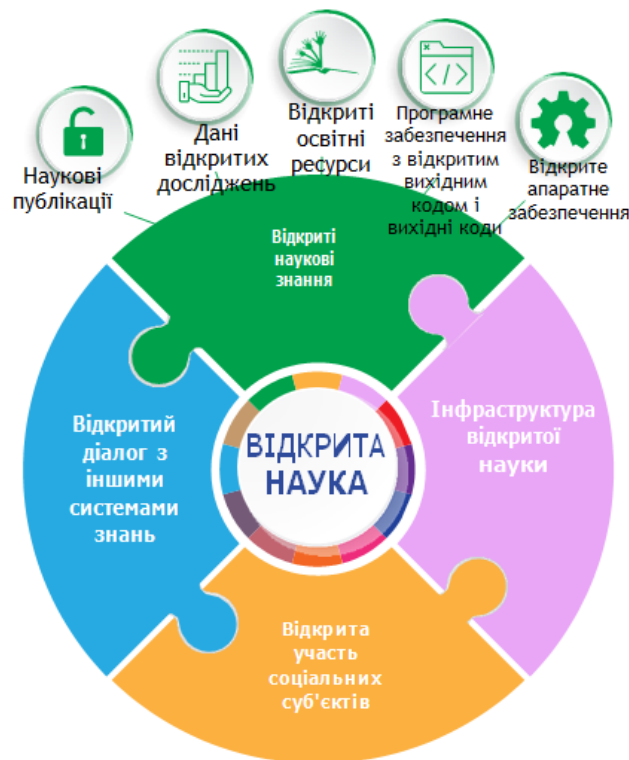 Наукові
публікації
Дані
відкритих
досліджень
Відкриті
освітні
ресурси
Програмне
забезпечення
з відкритим
вихідним
кодом і
вихідні коди
Відкрите
апаратне
забезпечення
Відкриті
наукові
знання
Відкритий
діалог з
іншими
системами
знань
ВІДКРИТА
НАУКА
Інфраструктура
відкритої
науки
Відкрита
участь
соціальних
суб'єктів